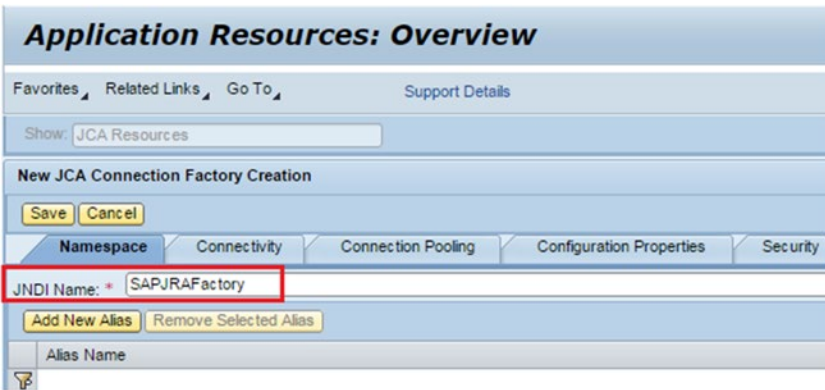 Application Resources: Overview
Favorites Related Links Go To Support Details
Show: JCA Resources
New JCA Connection Factory Creation
Save Cancel
Namespace Connectivity Connection Pooling Configuration Properties Security
JNDI Name: * SAPJRAFactory
Add New Alias Remove Selected Alias
Alias Name